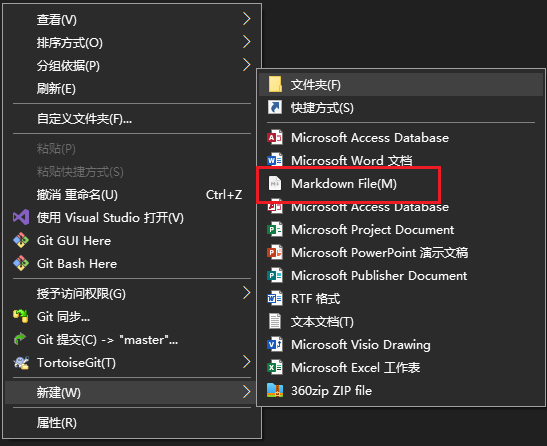 查看(V)
排序方式(O)
分组依据(P)
刷新(E)
自定义文件夹(F)...
粘贴(P)
粘贴快捷方式(S)
撤消 重命名(U) Ctrl+Z
使用 Visual Studio 打开(V)
Git GUI Here
Git Bash Here
授予访问权限(G)
Git 同步...
Git 提交(C) -> "master"...
TortoiseGit(T)
新建(W)
属性(R)
文件夹(F)
快捷方式(S)
Microsoft Access Database
Microsoft Word 文档
Markdown File(M)
Microsoft Access Database
Microsoft Project Document
Microsoft PowerPoint 演示文稿
Microsoft Publisher Document
RTF 格式
文本文档(T)
Microsoft Visio Drawing
Microsoft Excel 工作表
360zip ZIP file